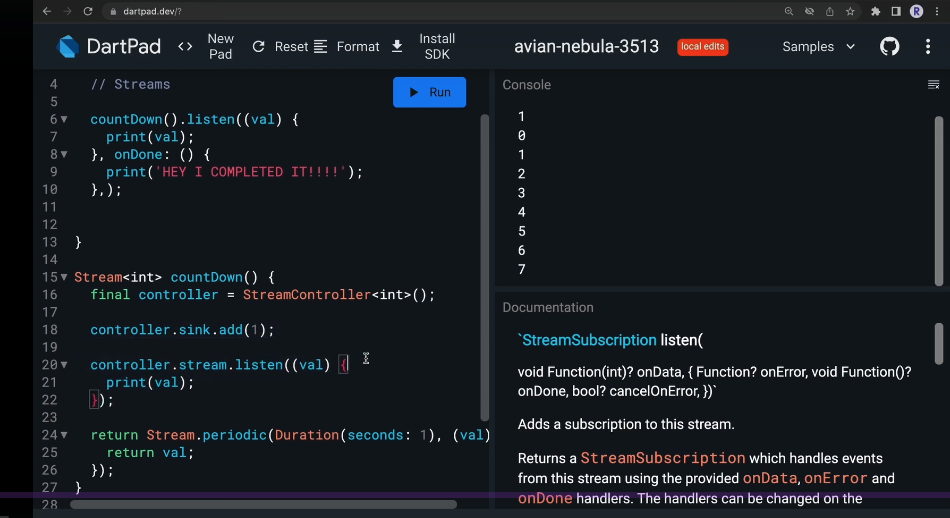 dartpad.dev/?
R
DartPad
<>
New Pad
Reset
Format
Install SDK
avian-nebula-3513
local edits
Samples
4 // Streams
5
6 countDown().listen((val) {
7 print(val);
8 }, onDone: () {
9 print('HEY I COMPLETED IT!!!!');
10 },);
11
12
13 }
14
15 Stream<int> countDown() {
16 final controller = StreamController<int>();
17
18 controller.sink.add(1);
19
20 controller.stream.listen((val) {
21 print(val);
22 });
23
24 return Stream.periodic(Duration(seconds: 1), (val)
25 return val;
26 });
27 }
28
Run
Console
1
0
1
2
3
4
5
6
7
Documentation
`StreamSubscription listen(
void Function(int)? onData, { Function? onError, void Function()?
onDone, bool? cancelOnError, })`
Adds a subscription to this stream.
Returns a StreamSubscription which handles events
from this stream using the provided onData, onError and
onDone handlers. The handlers can be changed on the